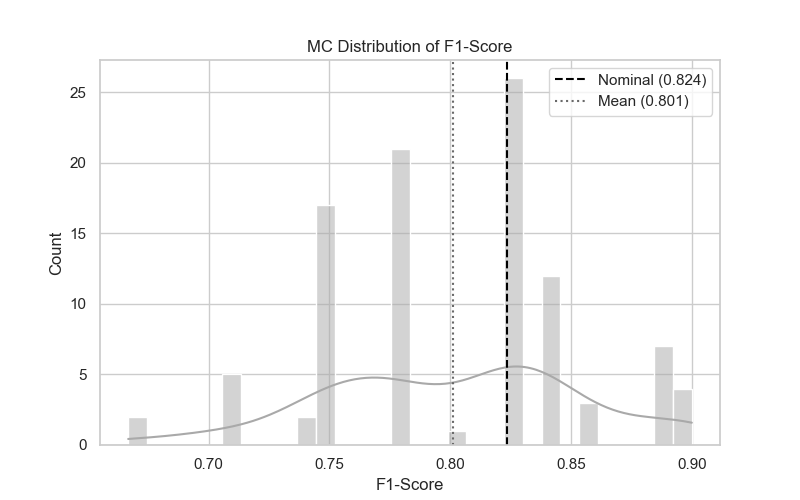 MC Distribution of F1-Score
Nominal (0.824)
Mean (0.801)
25
20
15
10
5
0
Count
0.70 0.75 0.80 0.85 0.90
F1-Score